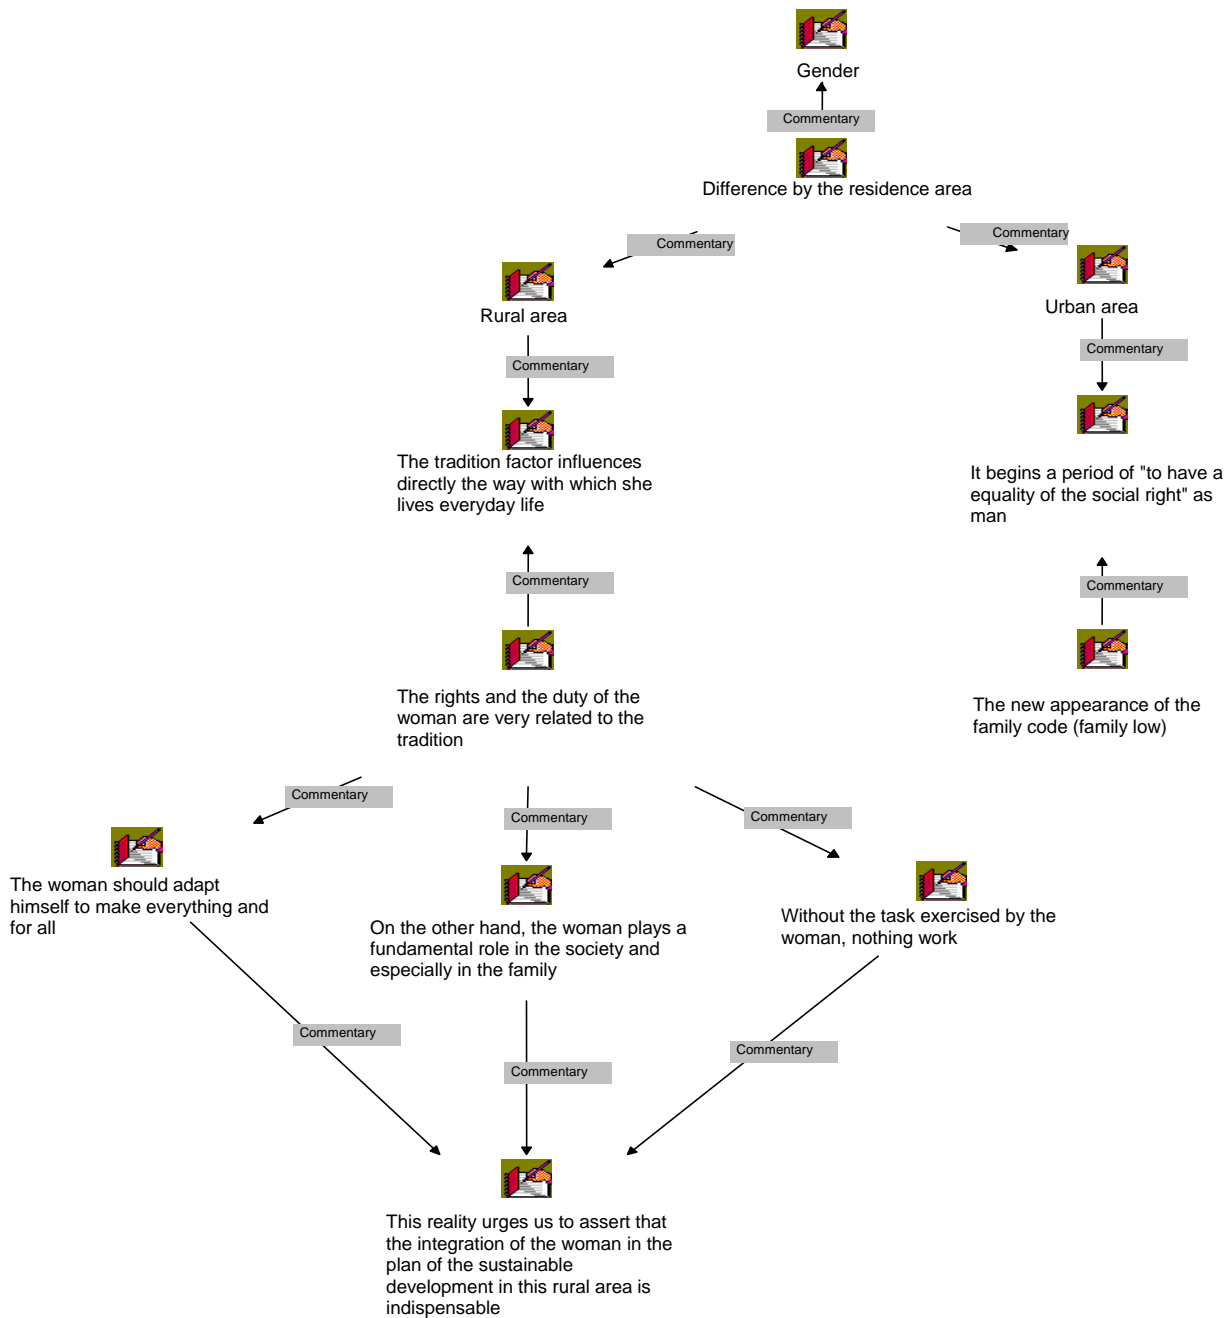 Gender
Commentary
Difference by the residence area
Commentary
Commentary
Rural area
Urban area
Commentary
Commentary
The tradition factor influences
directly the way with which she
lives everyday life
It begins a period of "to have a
equality of the social right" as
man
Commentary
Commentary
The rights and the duty of the
woman are very related to the
tradition
The new appearance of the
family code (family low)
Commentary
Commentary
Commentary
The woman should adapt
himself to make everything and
for all
On the other hand, the woman plays a
fundamental role in the society and
especially in the family
Without the task exercised by the
woman, nothing work
Commentary
Commentary
Commentary
This reality urges us to assert that
the integration of the woman in the
plan of the sustainable
development in this rural area is
indispensable